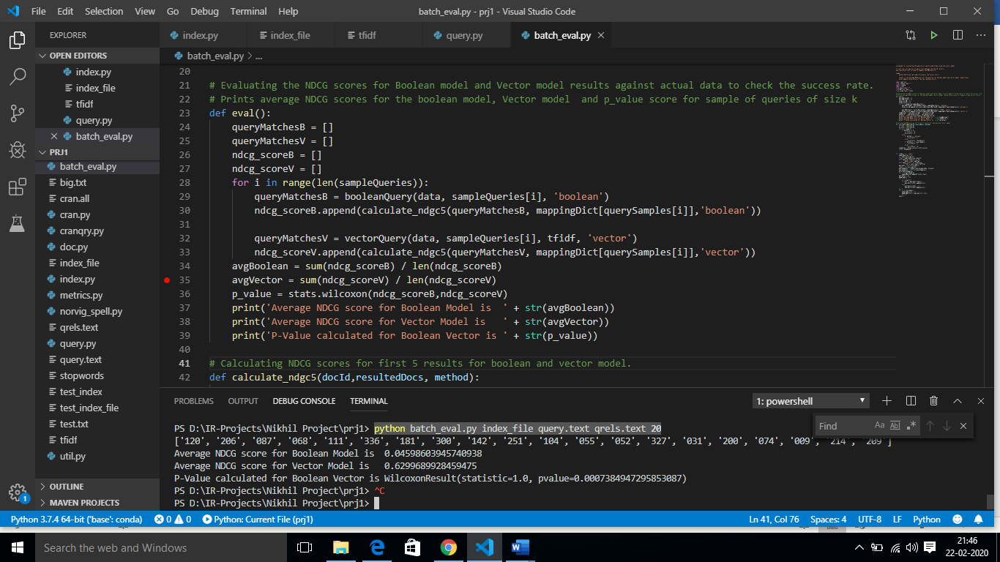 File Edit Selection View Go Debug Terminal Help
batch_eval.py - prj1 - Visual Studio Code
EXPLORER
OPEN EDITORS
index.py
index_file
tfidf
query.py
batch_eval.py
PRJ1
batch_eval.py
big.txt
cran.all
cran.py
cranqry.py
doc.py
index_file
index.py
metrics.py
norvig_spell.py
qrels.text
query.py
query.text
stopwords
test_index
test_index_file
test.txt
tfidf
util.py
OUTLINE
MAVEN PROJECTS
index.py index_file tfidf query.py batch_eval.py
batch_eval.py > ...
20
21 # Evaluating the NDCG scores for Boolean model and Vector model results against actual data to check the success rate.
22 # Prints average NDCG scores for the boolean model, Vector model  and p_value score for sample of queries of size k
23 def eval():
24     queryMatchesB = []
25     queryMatchesV = []
26     ndcg_scoreB = []
27     ndcg_scoreV = []
28     for i in range(len(sampleQueries)):
29         queryMatchesB = booleanQuery(data, sampleQueries[i], 'boolean')
30         ndcg_scoreB.append(calculate_ndgc5(queryMatchesB, mappingDict[querySamples[i]],'boolean'))
31
32         queryMatchesV = vectorQuery(data, sampleQueries[i], tfidf, 'vector')
33         ndcg_scoreV.append(calculate_ndgc5(queryMatchesV, mappingDict[querySamples[i]],'vector'))
34     avgBoolean = sum(ndcg_scoreB) / len(ndcg_scoreB)
35     avgVector = sum(ndcg_scoreV) / len(ndcg_scoreV)
36     p_value = stats.wilcoxon(ndcg_scoreB,ndcg_scoreV)
37     print('Average NDCG score for Boolean Model is  ' + str(avgBoolean))
38     print('Average NDCG score for Vector Model is   ' + str(avgVector))
39     print('P-Value calculated for Boolean Vector is ' + str(p_value))
40
41 # Calculating NDCG scores for first 5 results for boolean and vector model.
42 def calculate_ndgc5(docId,resultedDocs, method):
PROBLEMS OUTPUT DEBUG CONSOLE TERMINAL
1: powershell
Find Aa Abl .*
PS D:\IR-Projects\Nikhil Project\prj1> python batch_eval.py index_file query.text qrels.text 20
['120', '206', '087', '068', '111', '336', '181', '300', '142', '251', '104', '055', '052', '327', '031', '200', '074', '009', '214', '209']
Average NDCG score for Boolean Model is  0.04598603945740938
Average NDCG score for Vector Model is   0.6299689928459475
P-Value calculated for Boolean Vector is WilcoxonResult(statistic=1.0, pvalue=0.0007384947295853087)
PS D:\IR-Projects\Nikhil Project\prj1> ^C
PS D:\IR-Projects\Nikhil Project\prj1>
1
Python 3.7.4 64-bit ('base': conda) 0 0 Python: Current File (prj1)
Ln 41, Col 76 Spaces: 4 UTF-8 LF Python
Search the web and Windows
21:46
22-02-2020